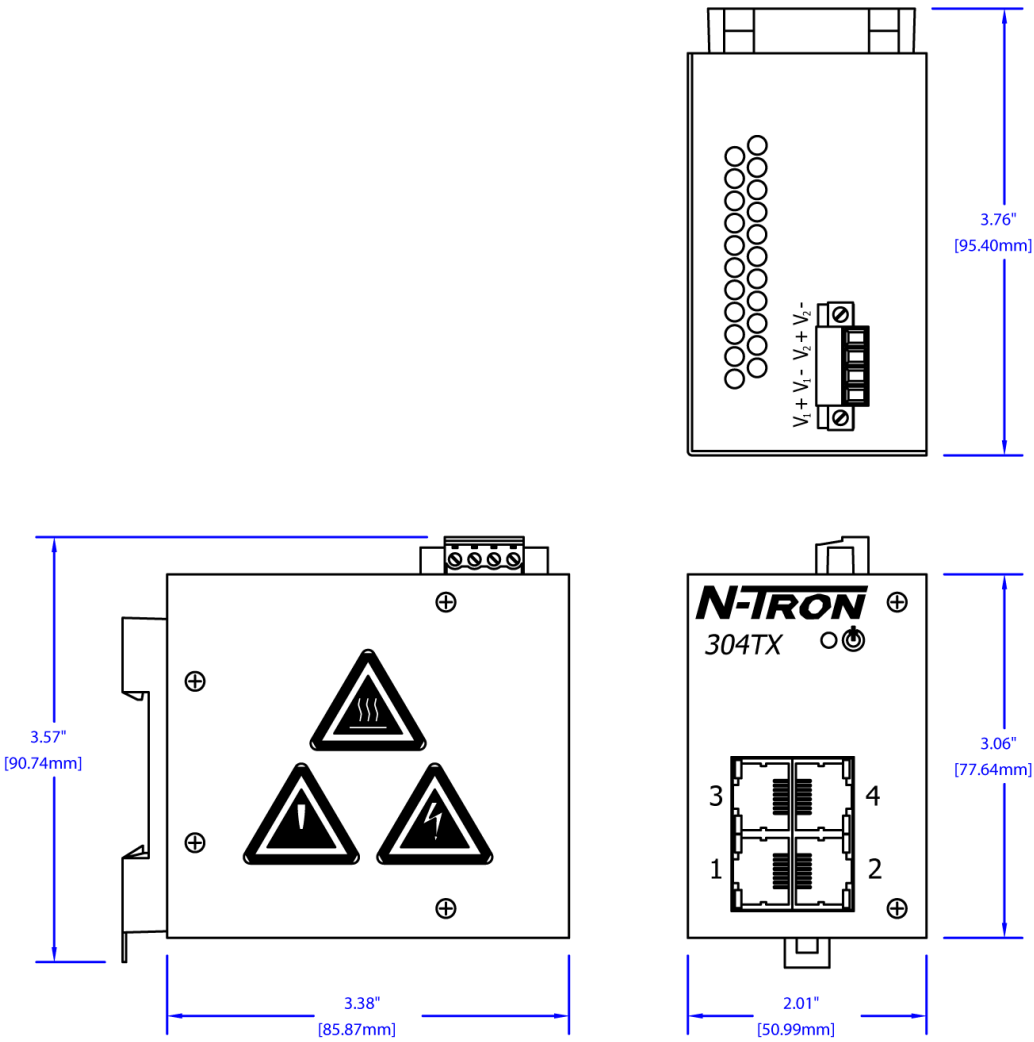 3.76"
[95.40mm]
V₁ + V₁ - V₂ + V₂ -
3.57"
[90.74mm]
N-TRON
304TX
3 4
1 2
3.06"
[77.64mm]
3.38"
[85.87mm]
2.01"
[50.99mm]